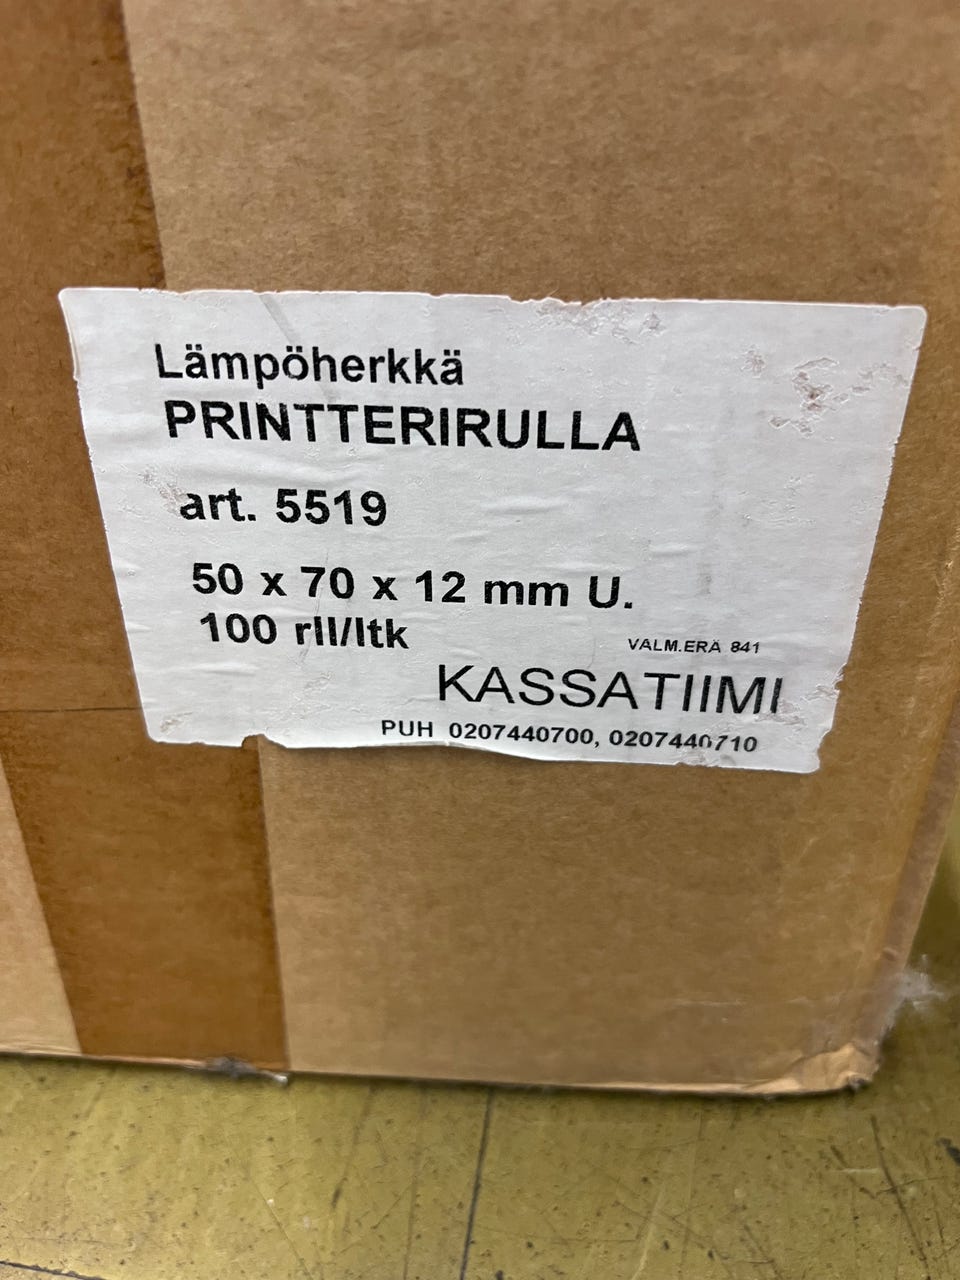 Lämpöherkkä
PRINTTERIRULLA
art. 5519
50 x 70 x 12 mm U.
100 rll/ltk
VALM.ERÄ 841
KASSATIIMI
PUH 0207440700, 0207440710